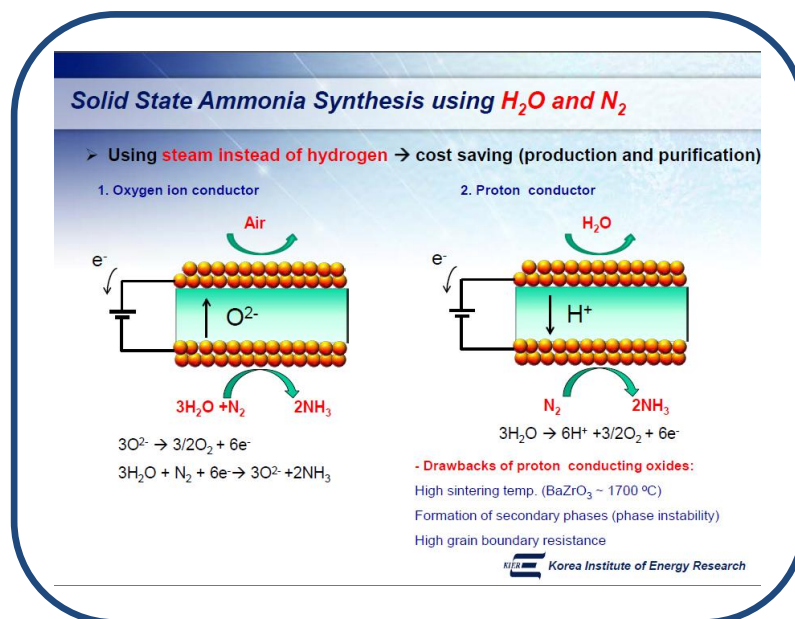 Solid State Ammonia Synthesis using H₂O and N₂
➢ Using steam instead of hydrogen → cost saving (production and purification)
1. Oxygen ion conductor
Air
e⁻
O²⁻
3H₂O +N₂ 2NH₃
3O²⁻ → 3/2O₂ + 6e⁻
3H₂O + N₂ + 6e⁻→ 3O²⁻ +2NH₃
2. Proton conductor
H₂O
e⁻
H⁺
N₂ 2NH₃
3H₂O → 6H⁺ +3/2O₂ + 6e⁻
- Drawbacks of proton conducting oxides:
High sintering temp. (BaZrO₃ ~ 1700 ºC)
Formation of secondary phases (phase instability)
High grain boundary resistance
KIER Korea Institute of Energy Research